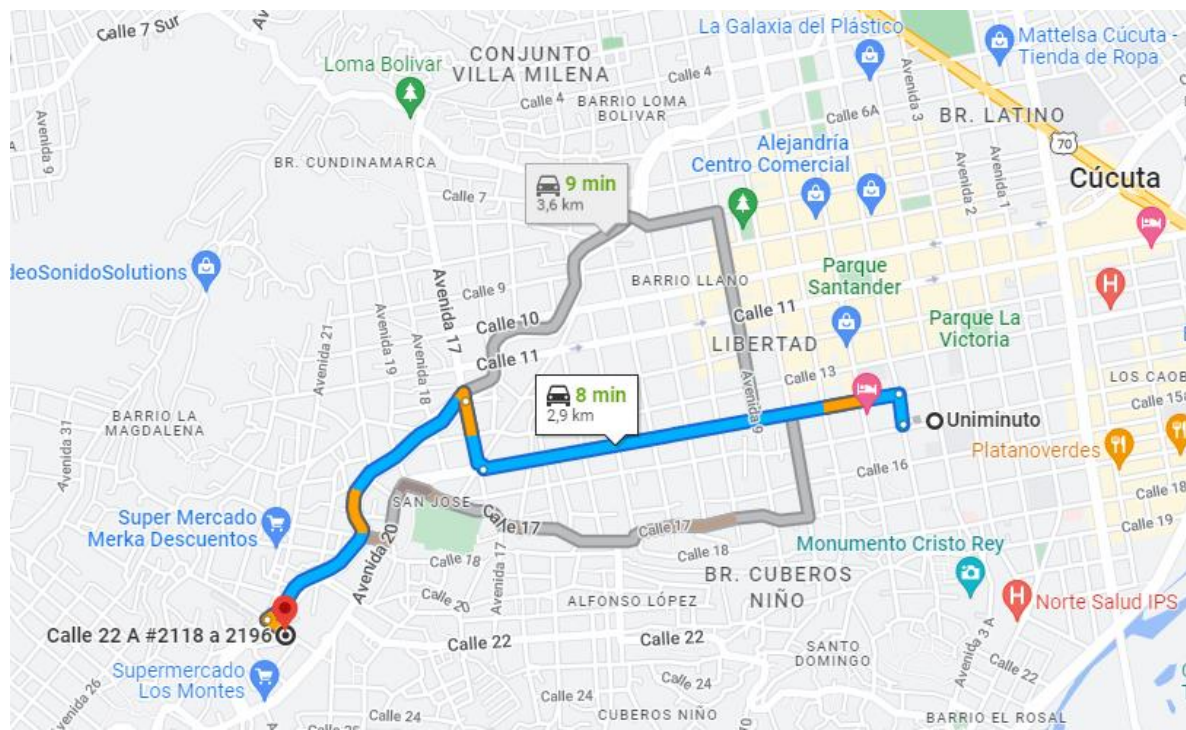 Calle 7 Sur
La Galaxia del Plástico
Mattelsa Cúcuta -
Tienda de Ropa
CONJUNTO
VILLA MILENA
Loma Bolivar
Calle 4
Calle 4
BARRIO LOMA
BOLIVAR
Calle 6A
Avenida 3
BR. LATINO
70
Avenida 9
BR. CUNDINAMARCA
Alejandría
Centro Comercial
Avenida 2
Avenida 1
Cúcuta
Calle 7
9 min
3,6 km
deoSonidoSolutions
Avenida 17
Calle 9
BARRIO LLANO
Parque
Santander
Calle 10
Calle 11
Parque La
Victoria
Avenida 21
Avenida 19
Avenida 18
Calle 11
LIBERTAD
Calle 13
LOS CAOB
8 min
2,9 km
Avenida 9
Calle 15a
BARRIO LA
MAGDALENA
Uniminuto
Avenida 31
Platanoverdes
Calle 16
SAN JOSE
Calle 17
Calle 17
Calle 18
Calle 19
Super Mercado
Merka Descuentos
Avenida 20
Calle 18
Avenida 17
Calle 18
Monumento Cristo Rey
BR. CUBEROS
NIÑO
Calle 20
ALFONSO LÓPEZ
Norte Salud IPS
Calle 22 A #2118 a 2196
Calle 22
Calle 22
SANTO
DOMINGO
Avenida 3 A
Calle 22
Supermercado
Los Montes
Avenida 26
Calle 24
Calle 24
Calle 24
CUBEROS NIÑO
BARRIO EL ROSAL